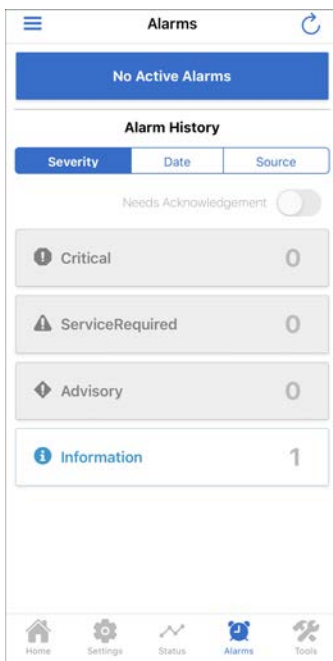 Alarms
No Active Alarms
Alarm History
Severity Date Source
Needs Acknowledgement
Critical 0
ServiceRequired 0
Advisory 0
Information 1
Home Settings Status Alarms Tools